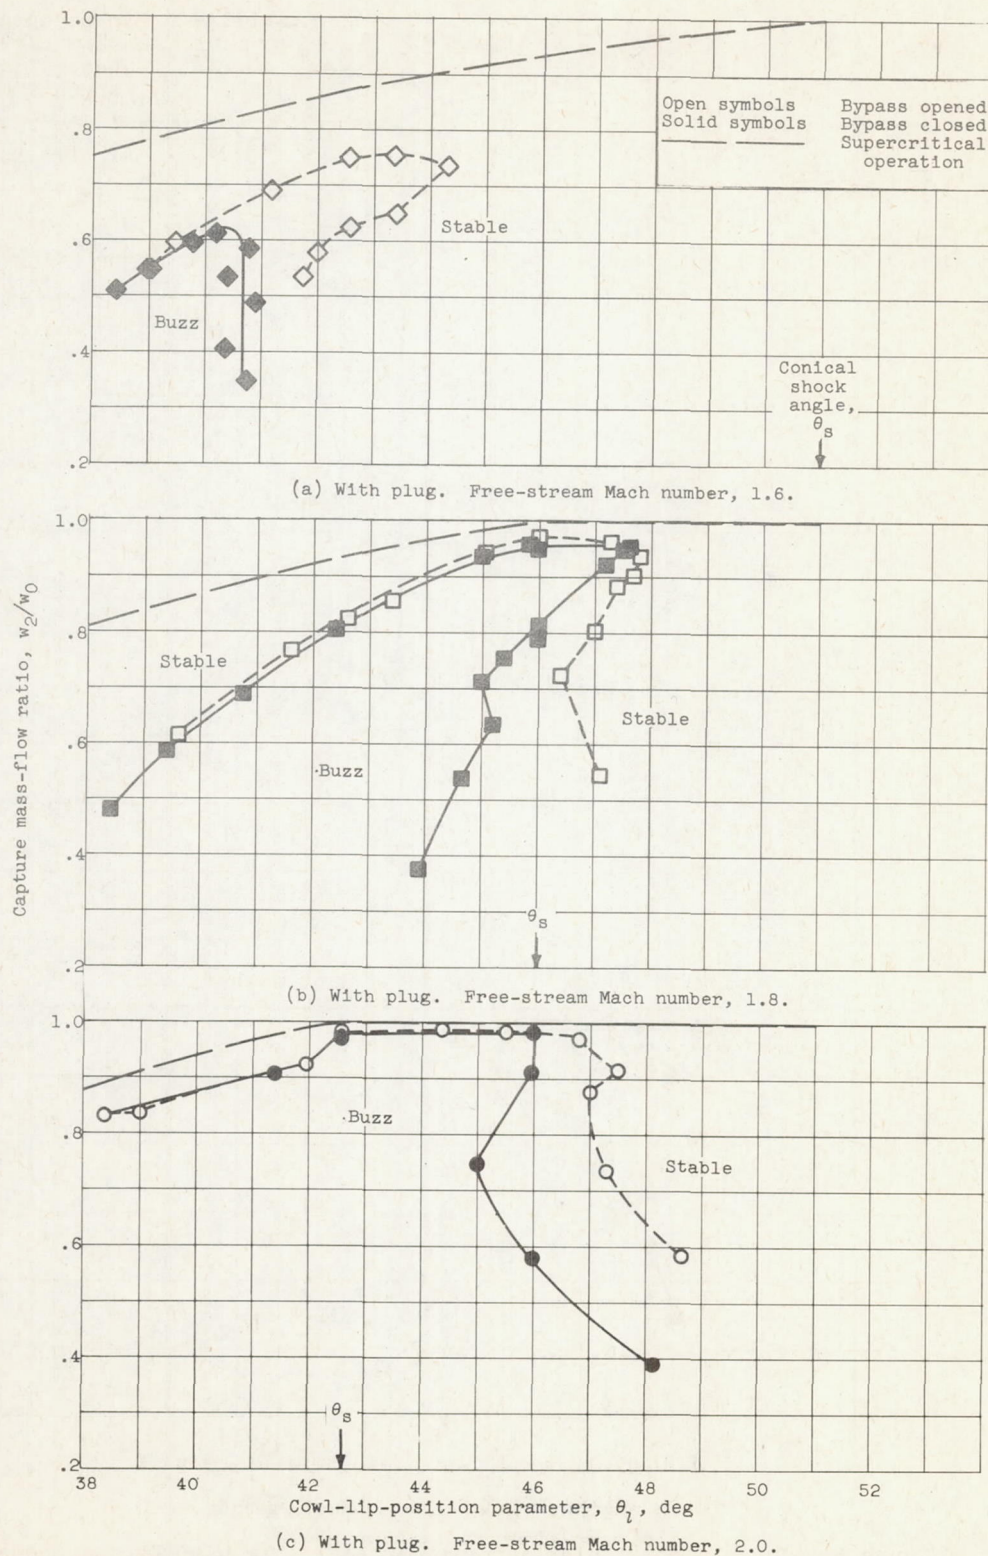 1.0
.8
.6
.4
.2
Open symbols Bypass opened
Solid symbols Bypass closed
Supercritical
operation
Stable
Buzz
Conical
shock
angle,
θs
(a) With plug. Free-stream Mach number, 1.6.
Capture mass-flow ratio, w2/w0
1.0
.8
.6
.4
.2
Stable
Stable
Buzz
θs
(b) With plug. Free-stream Mach number, 1.8.
1.0
.8
.6
.4
.2
Buzz
Stable
θs
38 40 42 44 46 48 50 52
Cowl-lip-position parameter, θl, deg
(c) With plug. Free-stream Mach number, 2.0.